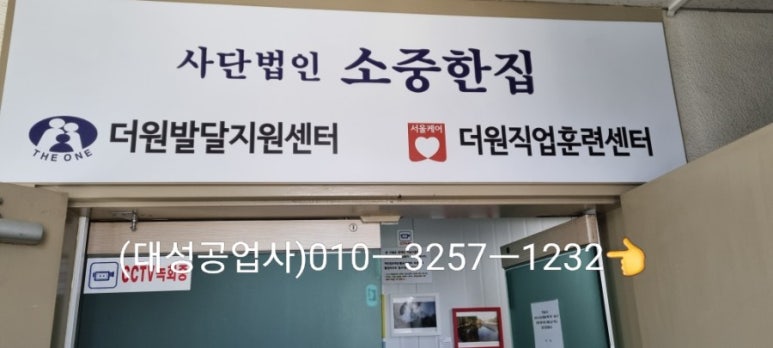 사단법인 소중한집
THE ONE
더원발달지원센터
서울케어
더원직업훈련센터
(대성공업사)010-3257-1232👈
CCTV녹화중